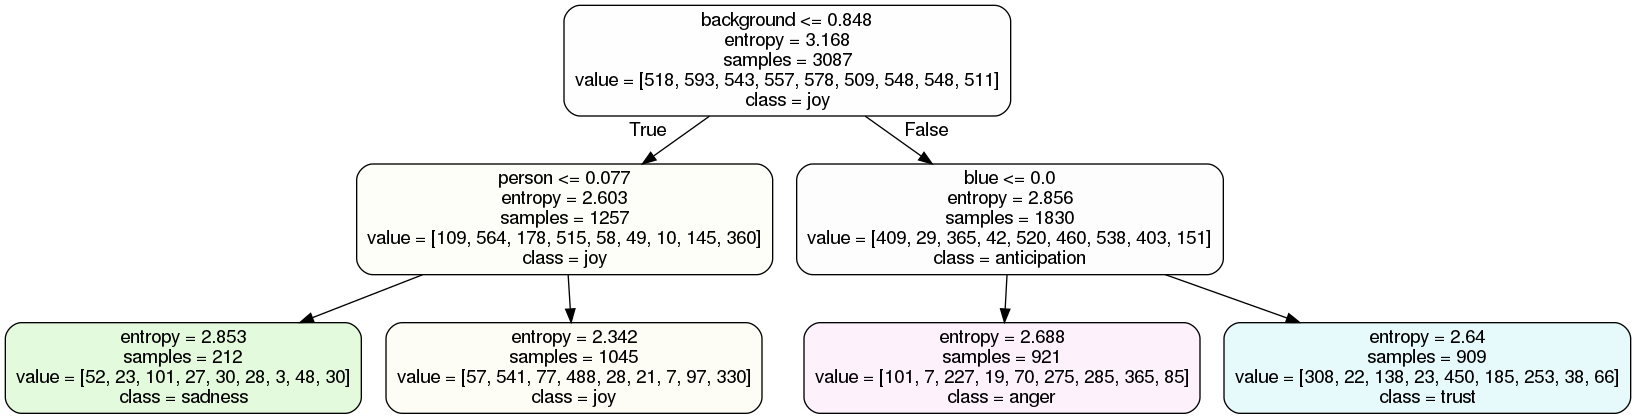 background <= 0.848
entropy = 3.168
samples = 3087
value = [518, 593, 543, 557, 578, 509, 548, 548, 511]
class = joy
True
False
person <= 0.077
entropy = 2.603
samples = 1257
value = [109, 564, 178, 515, 58, 49, 10, 145, 360]
class = joy
blue <= 0.0
entropy = 2.856
samples = 1830
value = [409, 29, 365, 42, 520, 460, 538, 403, 151]
class = anticipation
entropy = 2.853
samples = 212
value = [52, 23, 101, 27, 30, 28, 3, 48, 30]
class = sadness
entropy = 2.342
samples = 1045
value = [57, 541, 77, 488, 28, 21, 7, 97, 330]
class = joy
entropy = 2.688
samples = 921
value = [101, 7, 227, 19, 70, 275, 285, 365, 85]
class = anger
entropy = 2.64
samples = 909
value = [308, 22, 138, 23, 450, 185, 253, 38, 66]
class = trust